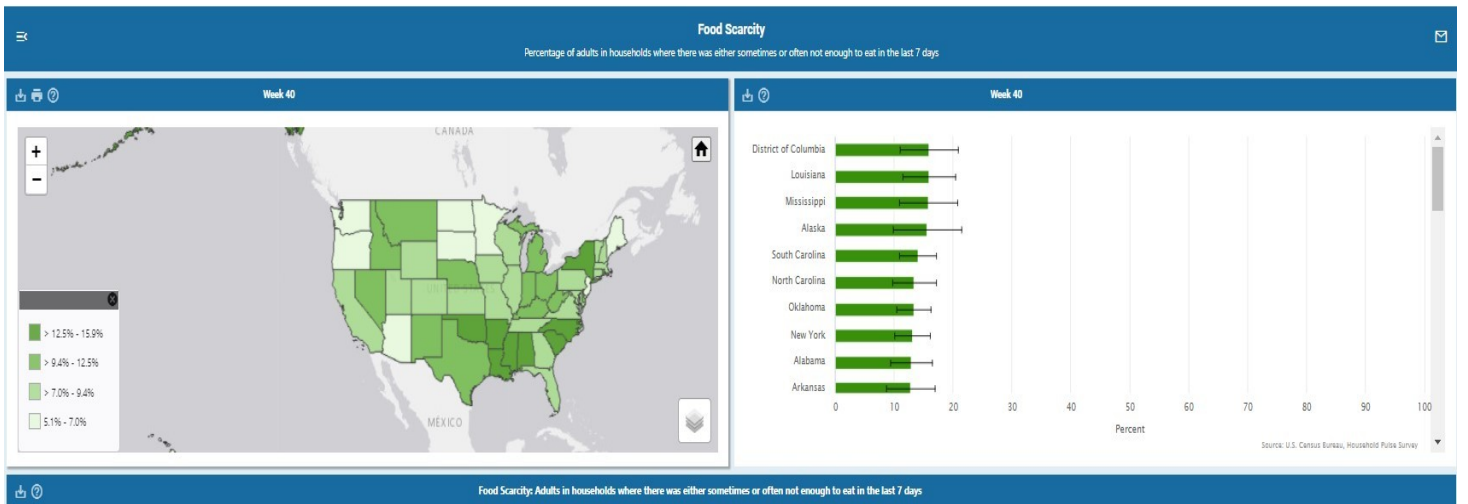 Food Scarcity
Percentage of adults in households where there was either sometimes or often not enough to eat in the last 7 days
Week 40
CANADA
+
−
> 12.5% - 15.9%
> 9.4% - 12.5%
> 7.0% - 9.4%
5.1% - 7.0%
MÉXICO
Week 40
District of Columbia
Louisiana
Mississippi
Alaska
South Carolina
North Carolina
Oklahoma
New York
Alabama
Arkansas
0 10 20 30 40 50 60 70 80 90 100
Percent
Source: U.S. Census Bureau, Household Pulse Survey
Food Scarcity: Adults in households where there was either sometimes or often not enough to eat in the last 7 days